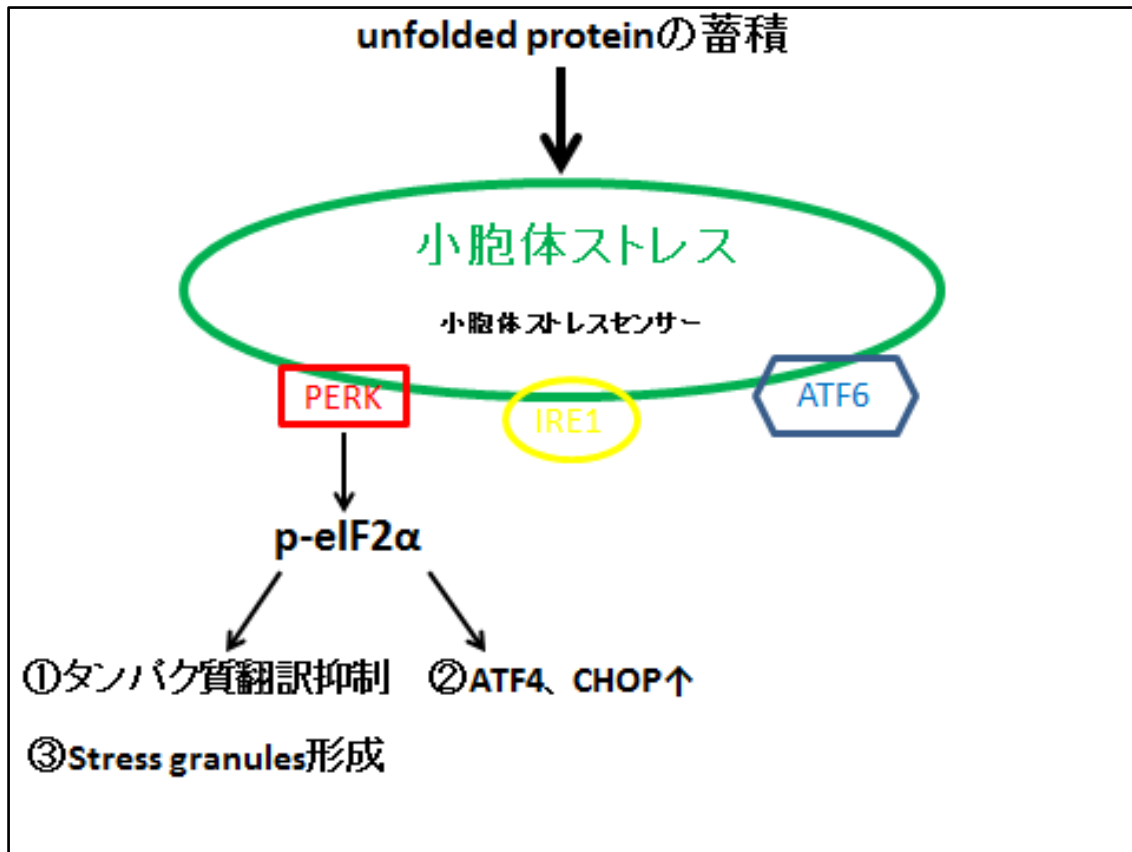 unfolded proteinの蓄積
小胞体ストレス
小胞体ストレスセンサー
PERK
IRE1
ATF6
p-eIF2α
①タンパク質翻訳抑制 ②ATF4、CHOP↑
③Stress granules形成